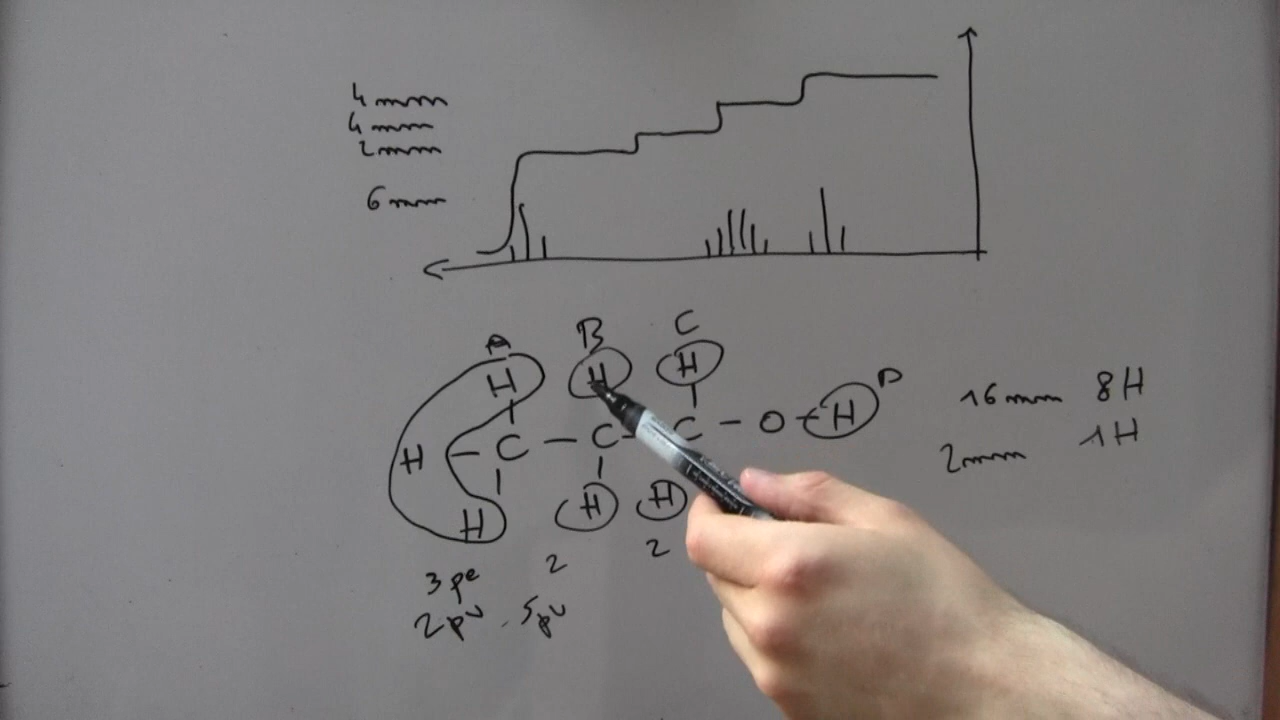 4 mm
4 mm
2 mm
6 mm
A B C
H H H
H - C - C - C - O - H D
H H H
16 mm 8H
2 mm 1H
3 pe 2 2
2 pv . 5 pv